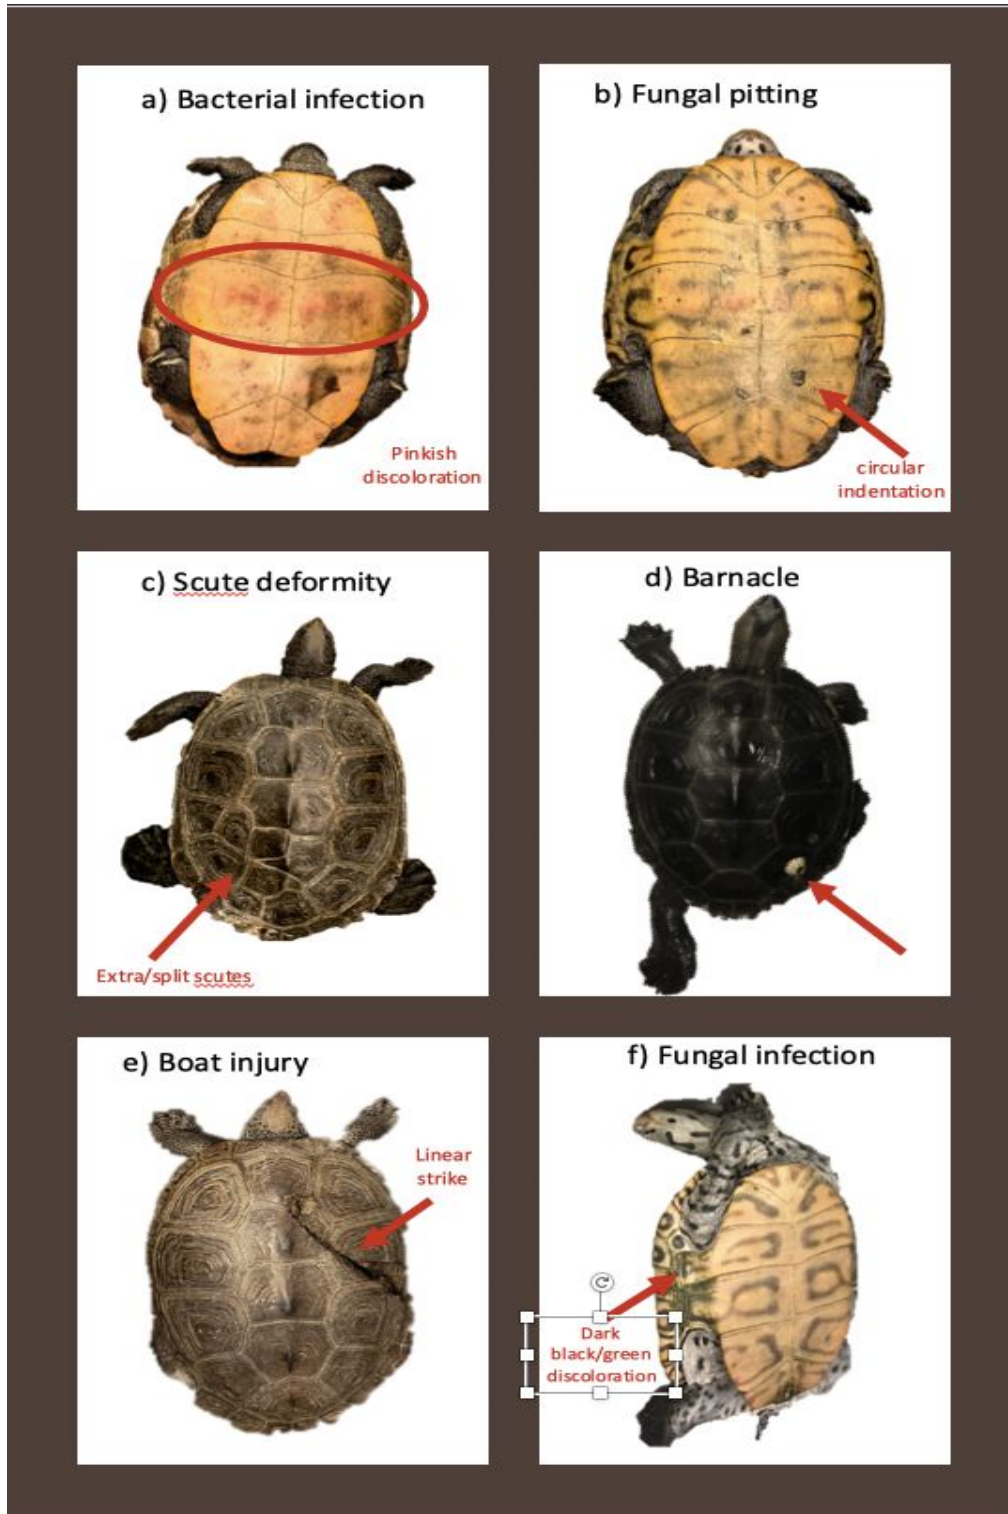 a) Bacterial infection
Pinkish
discoloration
b) Fungal pitting
circular
indentation
c) Scute deformity
Extra/split scutes
d) Barnacle
e) Boat injury
Linear
strike
f) Fungal infection
Dark
black/green
discoloration